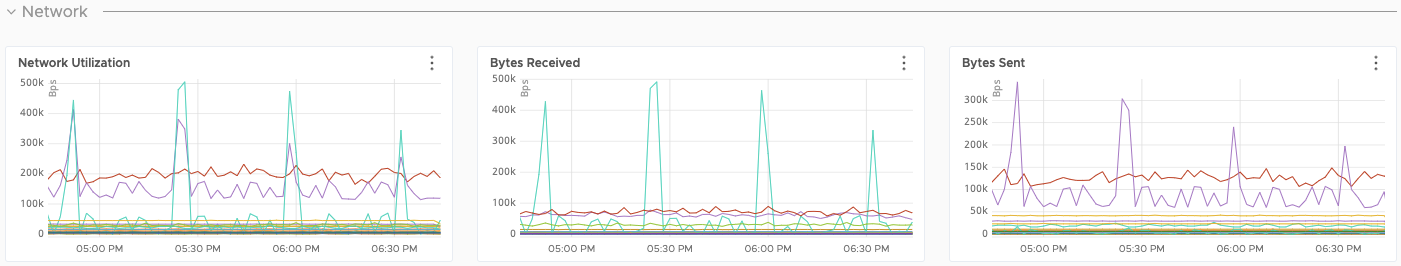 Network
Network Utilization
500k
Bps
400k
300k
200k
100k
0
05:00 PM
05:30 PM
06:00 PM
06:30 PM
Bytes Received
500k
Bps
400k
300k
200k
100k
0
05:00 PM
05:30 PM
06:00 PM
06:30 PM
Bytes Sent
Bps
300k
250k
200k
150k
100k
50k
0
05:00 PM
05:30 PM
06:00 PM
06:30 PM